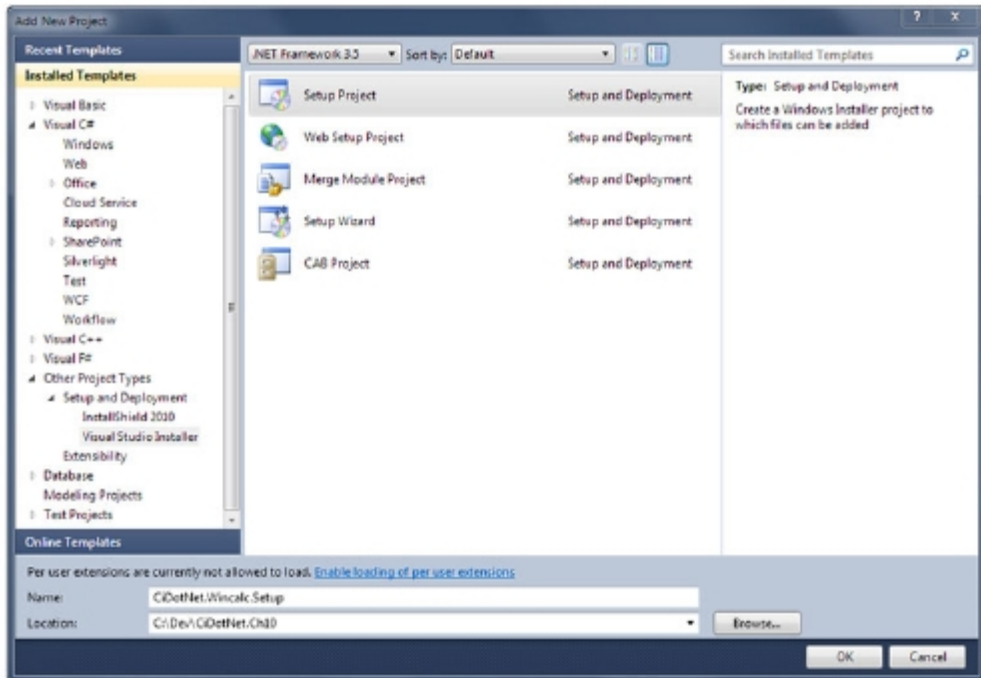 Add New Project
Recent Templates
Installed Templates
Visual Basic
Visual C#
Windows
Web
Office
Cloud Service
Reporting
SharePoint
Silverlight
Test
WCF
Workflow
Visual C++
Visual F#
Other Project Types
Setup and Deployment
InstallShield 2010
Visual Studio Installer
Extensibility
Database
Modeling Projects
Test Projects
Online Templates
.NET Framework 3.5 Sort by: Default
Setup Project Setup and Deployment
Web Setup Project Setup and Deployment
Merge Module Project Setup and Deployment
Setup Wizard Setup and Deployment
CAB Project Setup and Deployment
Search Installed Templates
Type: Setup and Deployment
Create a Windows Installer project to
which files can be added
Per user extensions are currently not allowed to load. Enable loading of per user extensions
Name: CiDotNet.Wincalc.Setup
Location: C:\Dev\CiDotNet.Ch10 Browse...
OK Cancel